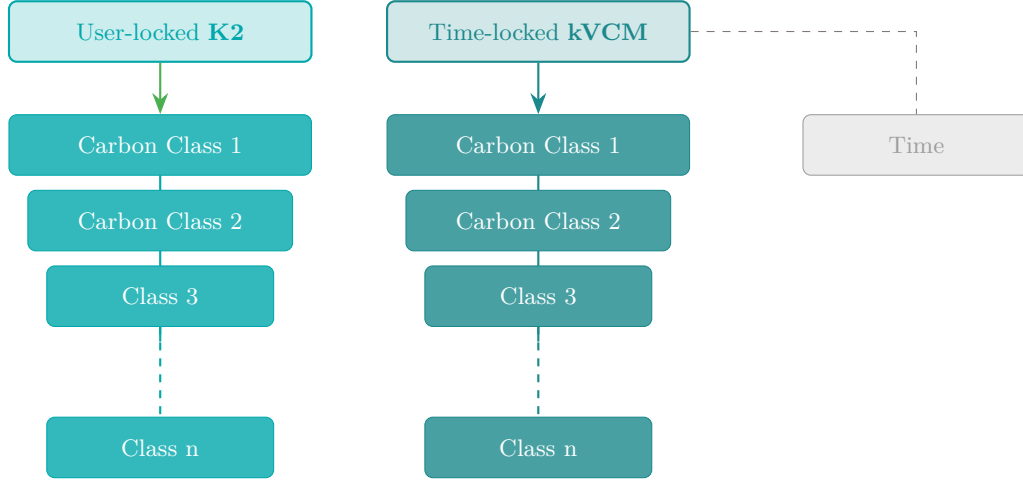 User-locked K2
Time-locked kVCM
Carbon Class 1
Carbon Class 1
Time
Carbon Class 2
Carbon Class 2
Class 3
Class 3
Class n
Class n